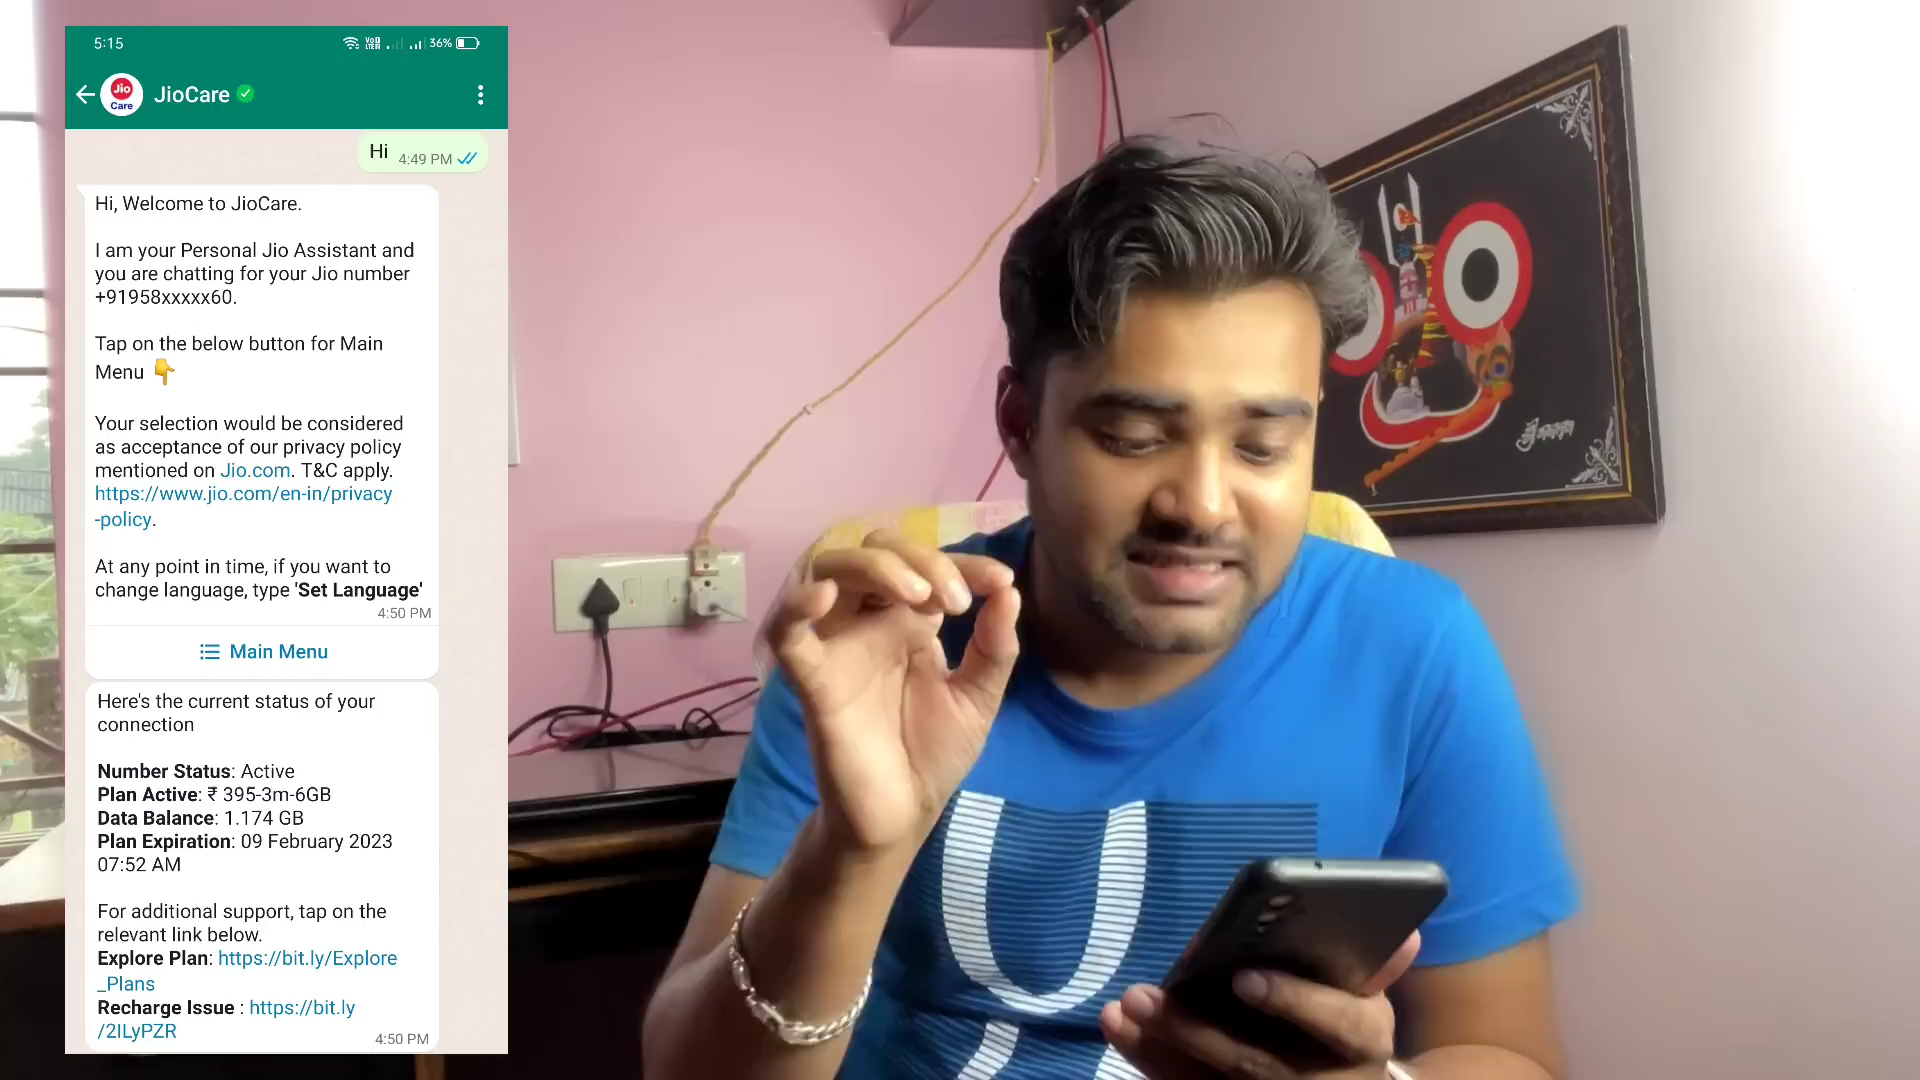 5:15
VoD
LTE
36%
Jio
Care
JioCare
Hi
4:49 PM
Hi, Welcome to JioCare.
I am your Personal Jio Assistant and
you are chatting for your Jio number
+91958xxxxx60.
Tap on the below button for Main
Menu 👇
Your selection would be considered
as acceptance of our privacy policy
mentioned on Jio.com. T&C apply.
https://www.jio.com/en-in/privacy
-policy.
At any point in time, if you want to
change language, type 'Set Language'
4:50 PM
Main Menu
Here's the current status of your
connection
Number Status: Active
Plan Active: ₹ 395-3m-6GB
Data Balance: 1.174 GB
Plan Expiration: 09 February 2023
07:52 AM
For additional support, tap on the
relevant link below.
Explore Plan: https://bit.ly/Explore
_Plans
Recharge Issue : https://bit.ly
/2ILyPZR
4:50 PM